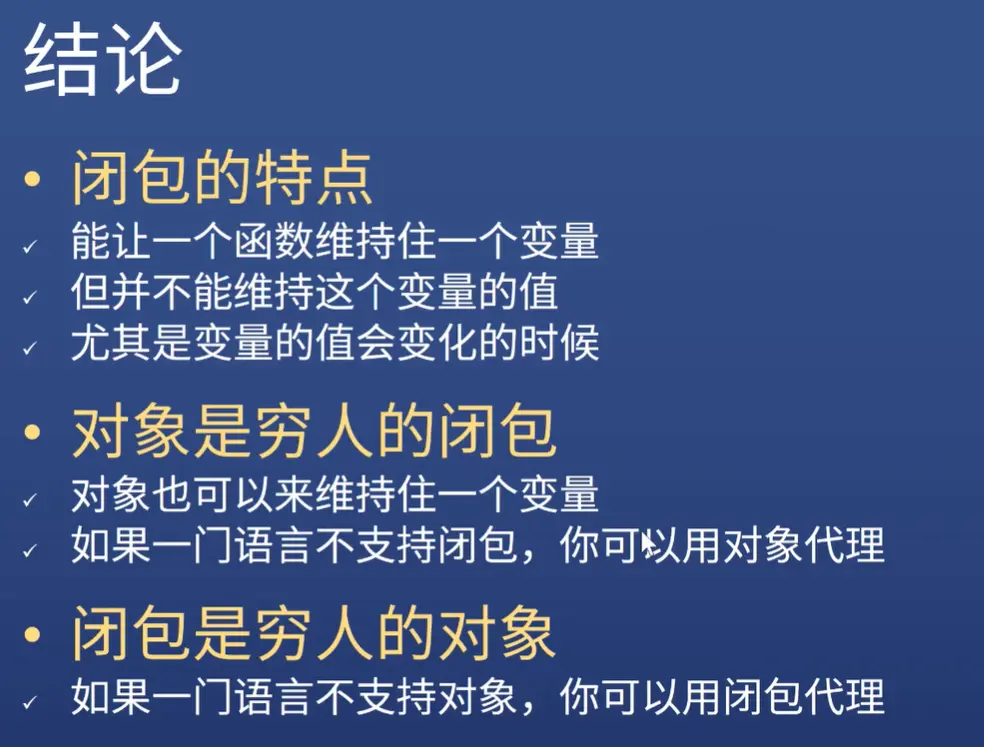 结论
• 闭包的特点
✓ 能让一个函数维持住一个变量
✓ 但并不能维持这个变量的值
✓ 尤其是变量的值会变化的时候
• 对象是穷人的闭包
✓ 对象也可以来维持住一个变量
✓ 如果一门语言不支持闭包，你可以用对象代理
• 闭包是穷人的对象
✓ 如果一门语言不支持对象，你可以用闭包代理